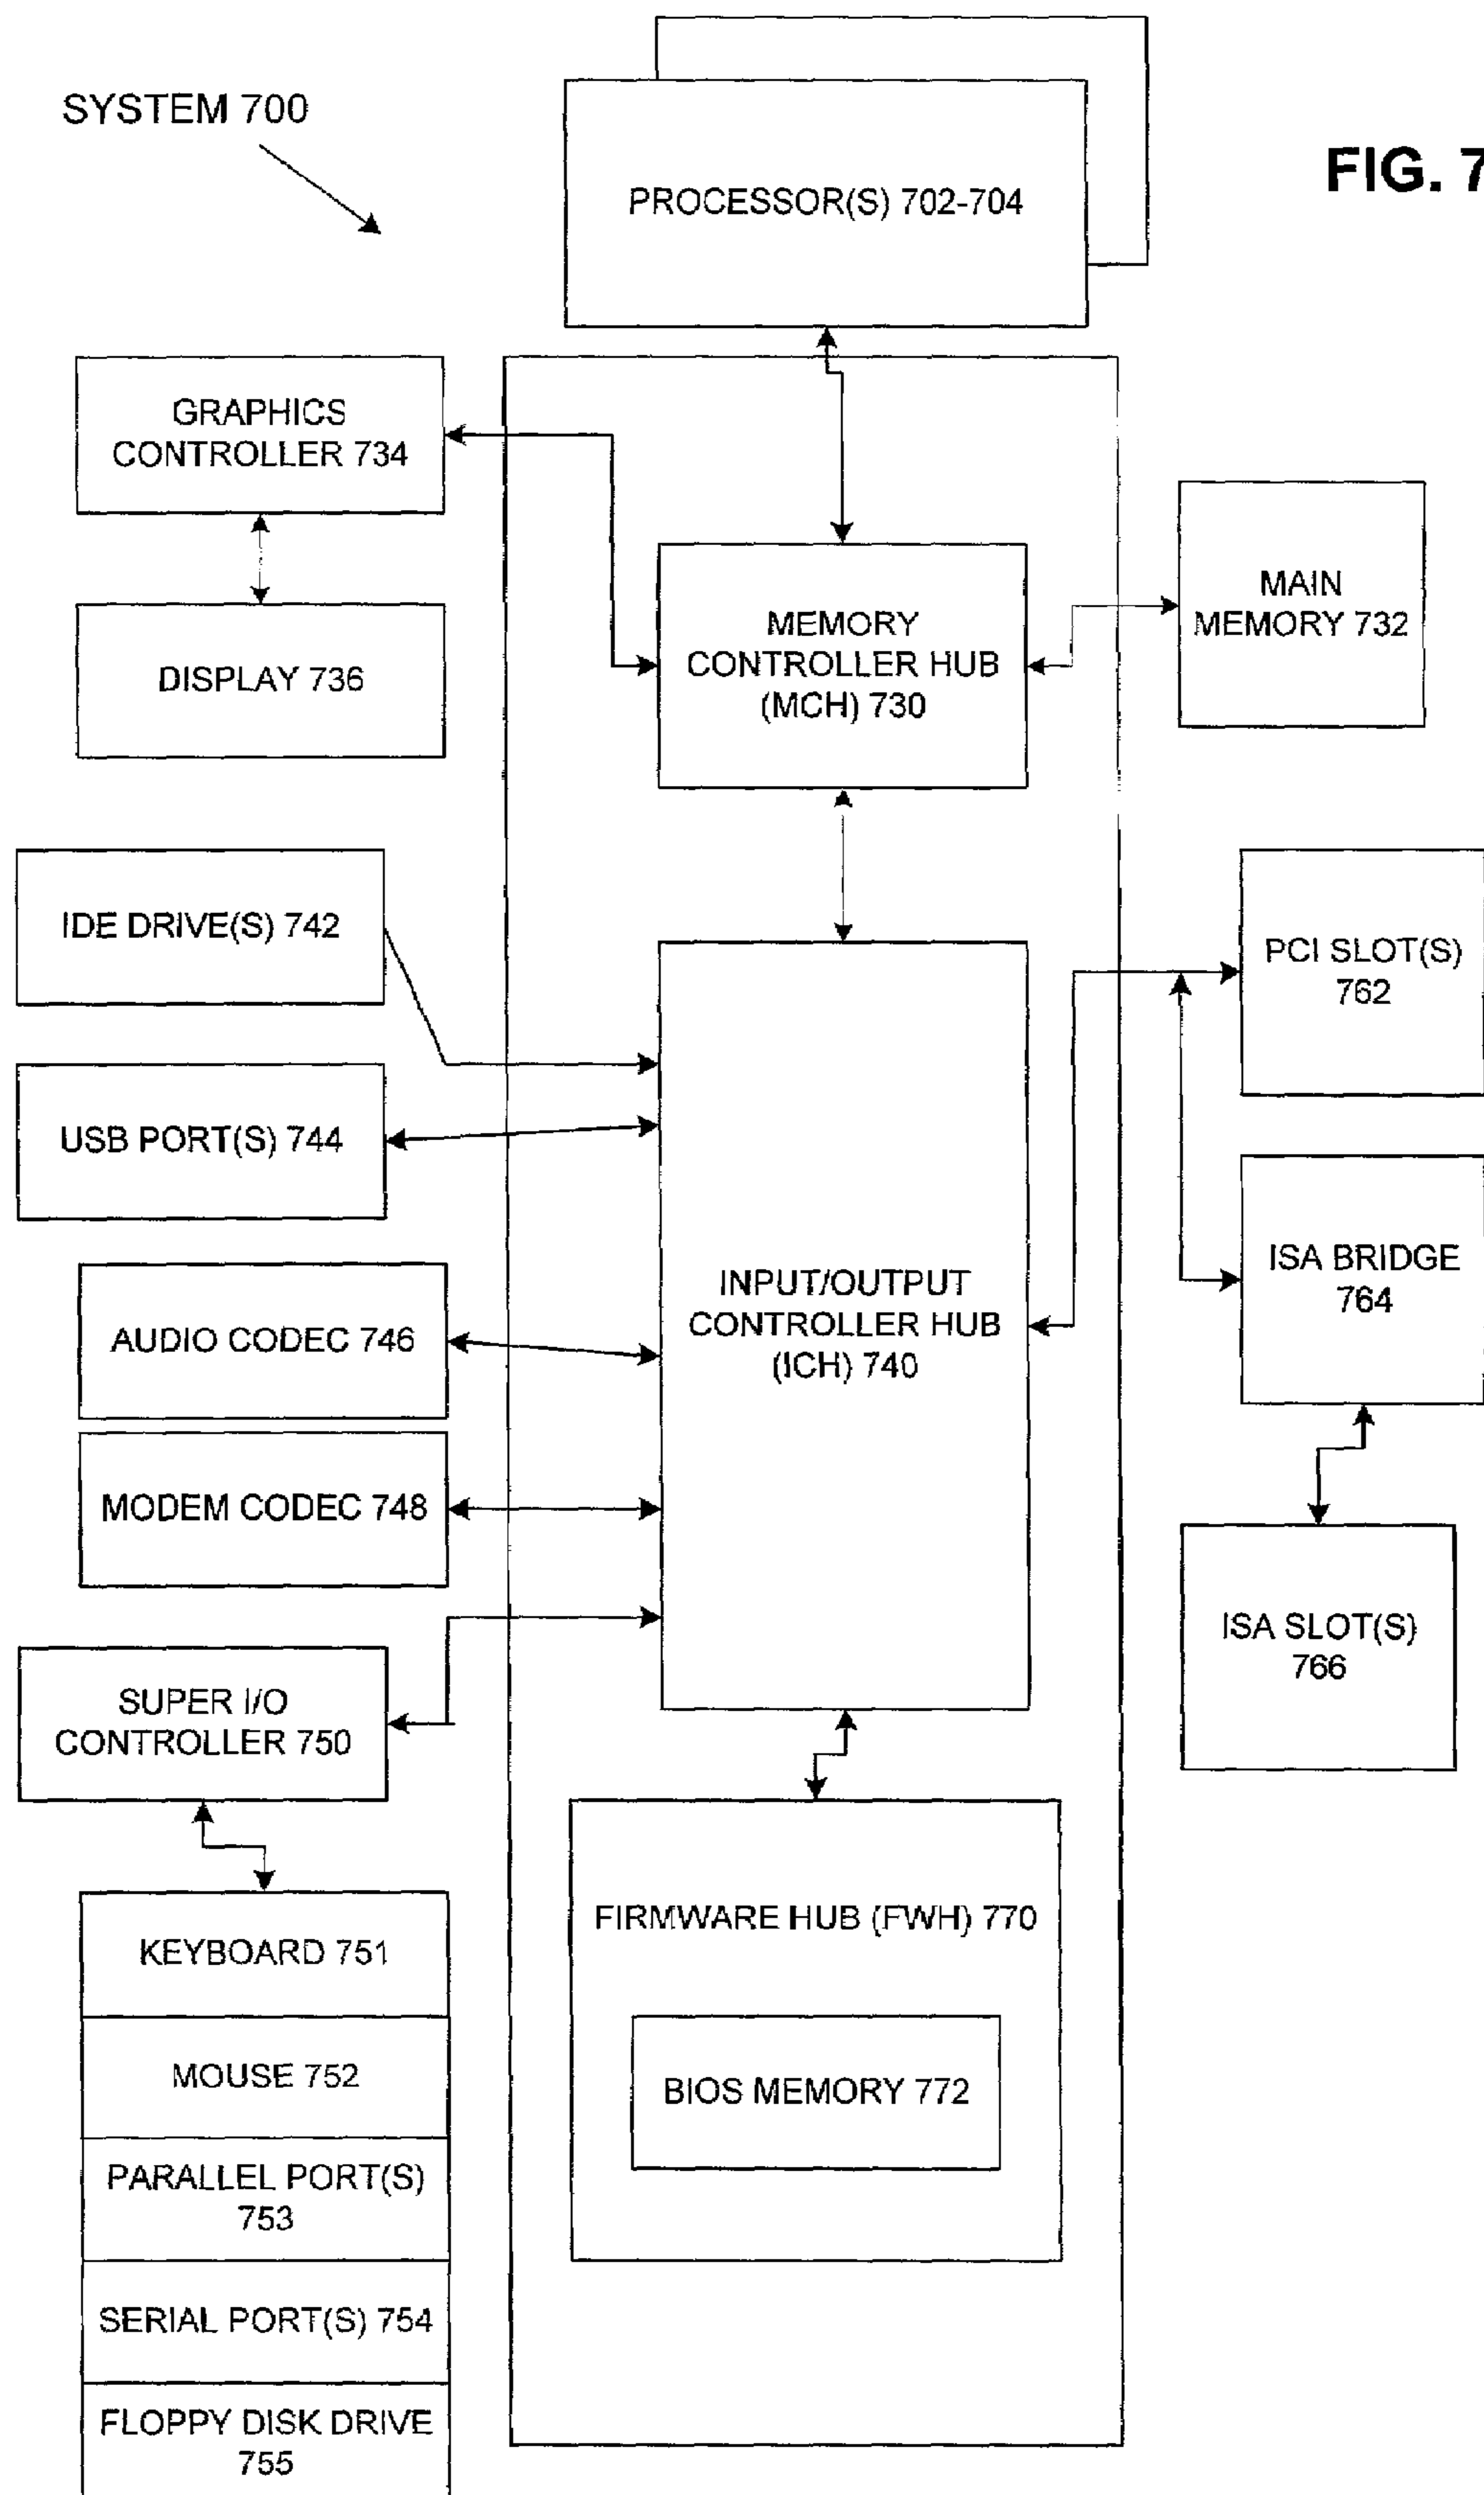 SYSTEM 700
FIG. 7
PROCESSOR(S) 702-704
GRAPHICS
CONTROLLER 734
DISPLAY 736
MEMORY
CONTROLLER HUB
(MCH) 730
MAIN
MEMORY 732
IDE DRIVE(S) 742
USB PORT(S) 744
AUDIO CODEC 746
MODEM CODEC 748
SUPER I/O
CONTROLLER 750
INPUT/OUTPUT
CONTROLLER HUB
(ICH) 740
PCI SLOT(S)
762
ISA BRIDGE
764
ISA SLOT(S)
766
KEYBOARD 751
MOUSE 752
PARALLEL PORT(S)
753
SERIAL PORT(S) 754
FLOPPY DISK DRIVE
755
FIRMWARE HUB (FWH) 770
BIOS MEMORY 772